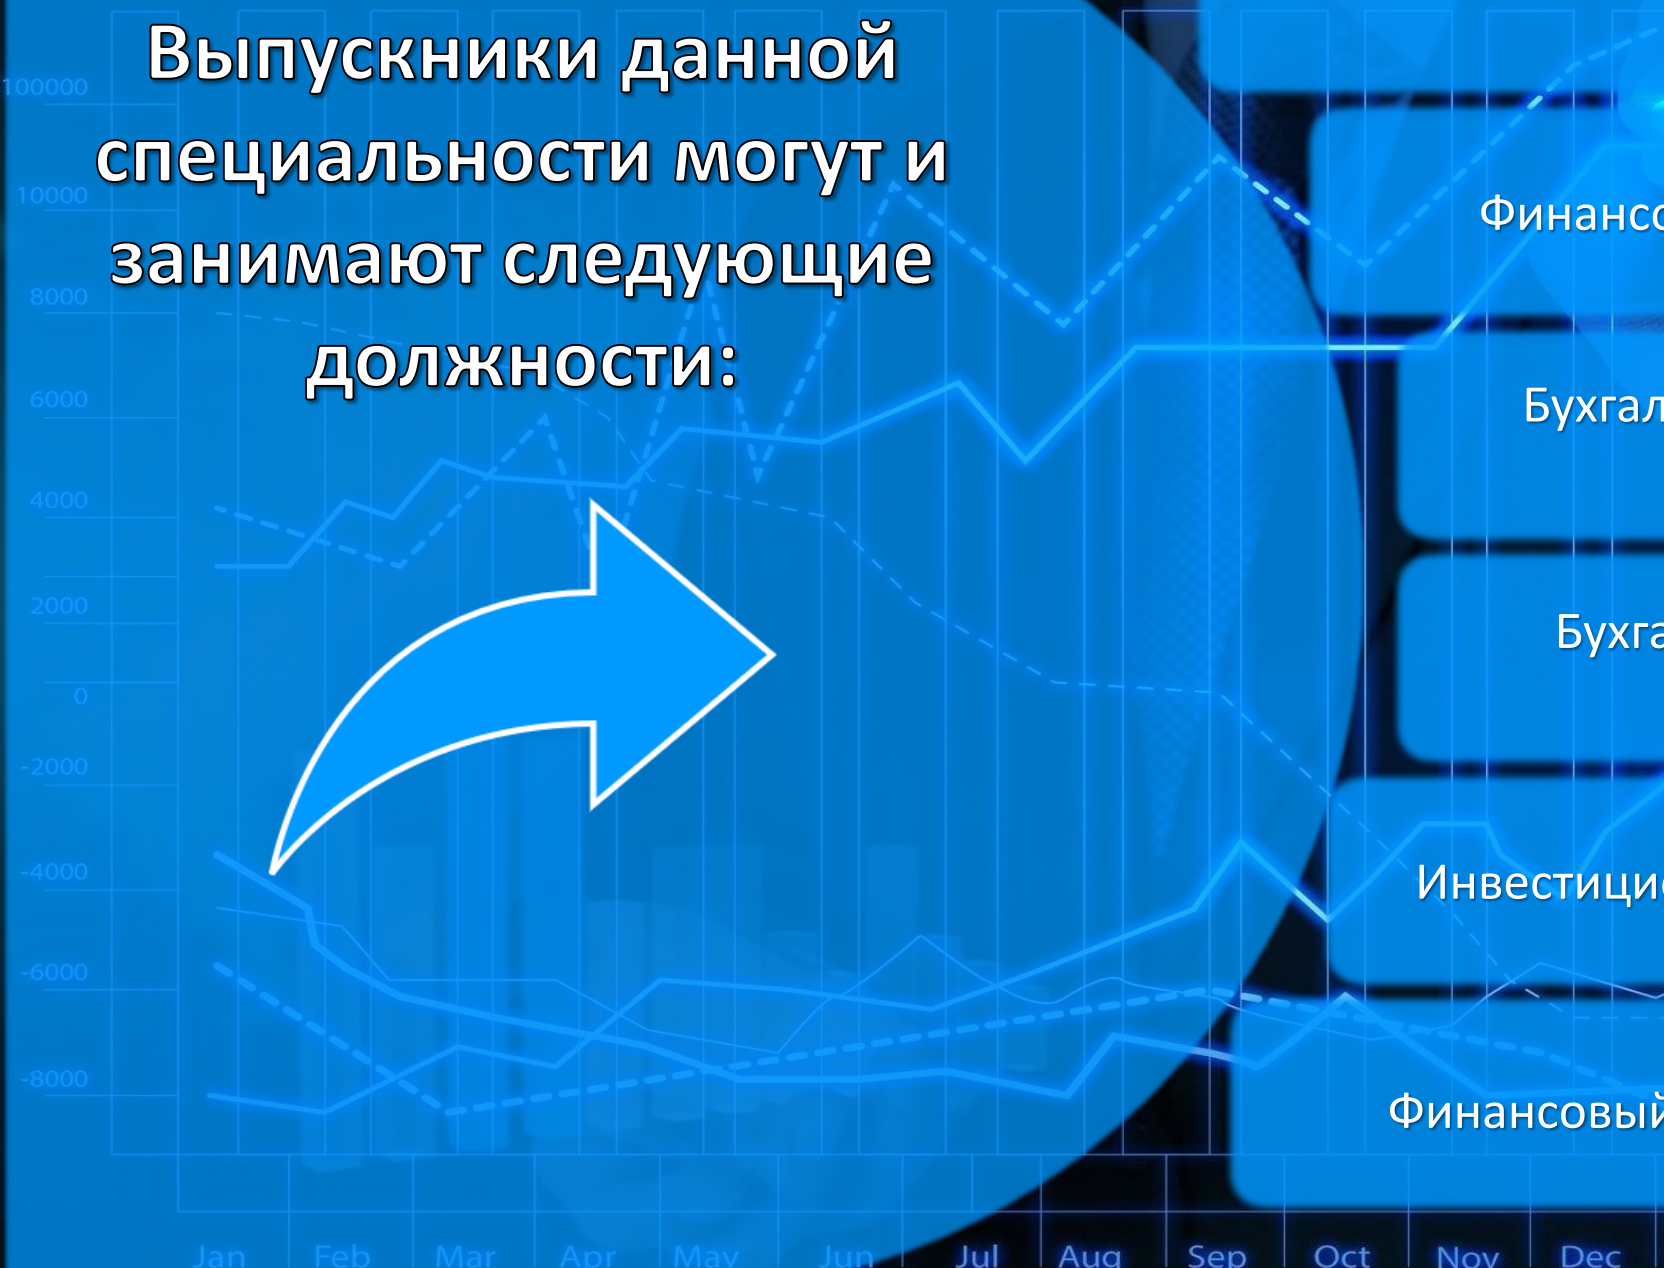 Выпускники данной
специальности могут и
занимают следующие
должности:
100000
10000
8000
6000
4000
2000
0
-2000
-4000
-6000
-8000
Финансо
Бухгал
Бухга
Инвестици
Финансовый
Jan Feb Mar Apr May Jun Jul Aug Sep Oct Nov Dec